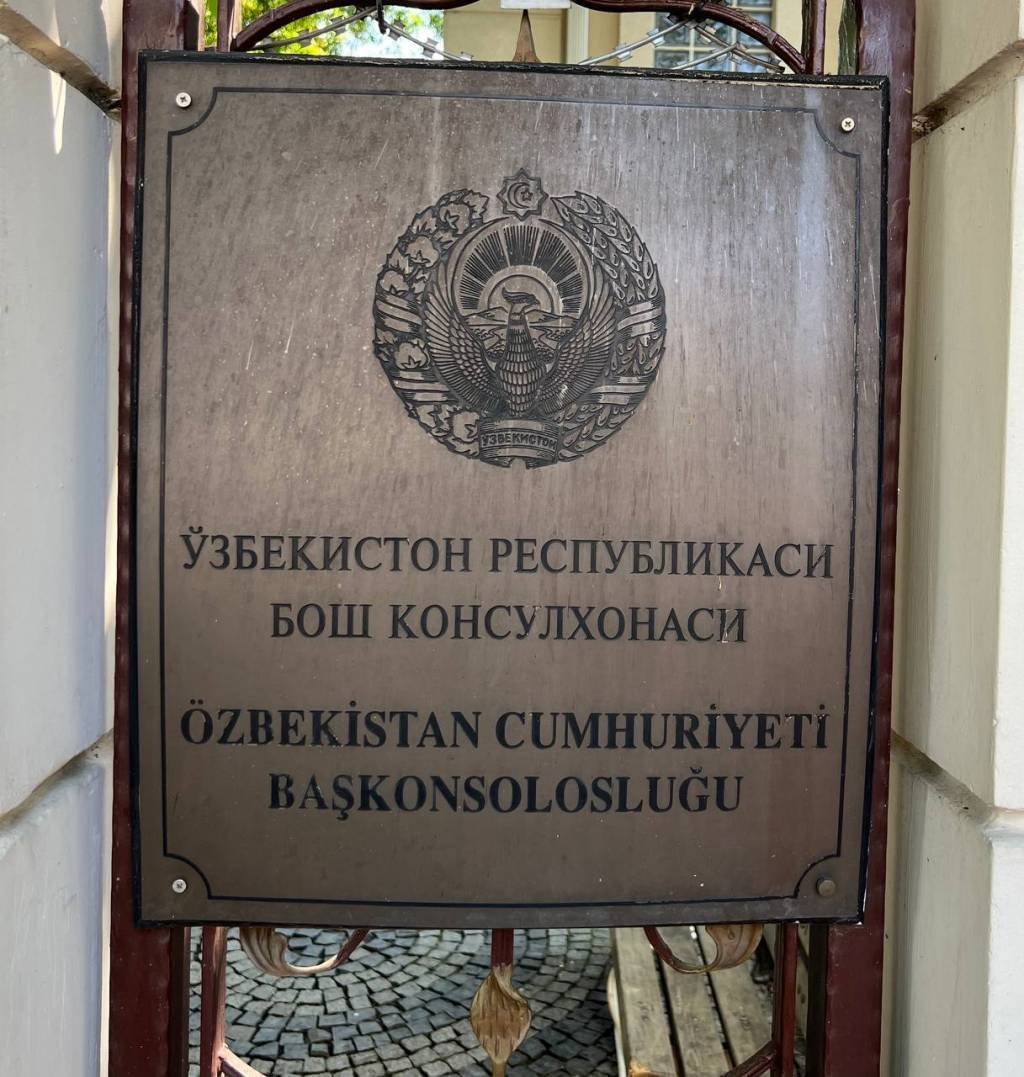 ЎЗБЕКИСТОН
ЎЗБЕКИСТОН РЕСПУБЛИКАСИ
БОШ КОНСУЛХОНАСИ
ÖZBEKİSTAN CUMHURİYETİ
BAŞKONSOLOSLUĞU